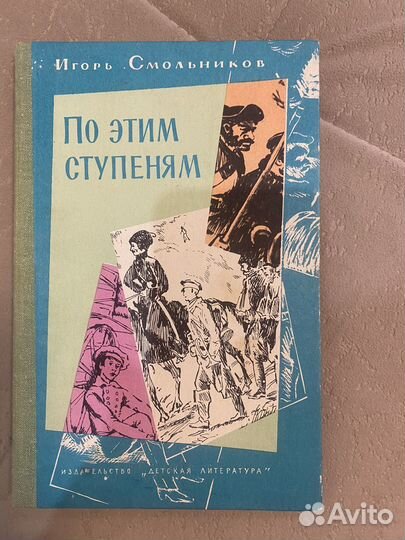 Игорь Смольников
По этим
ступеням
Издательство „Детская литература"
Avito